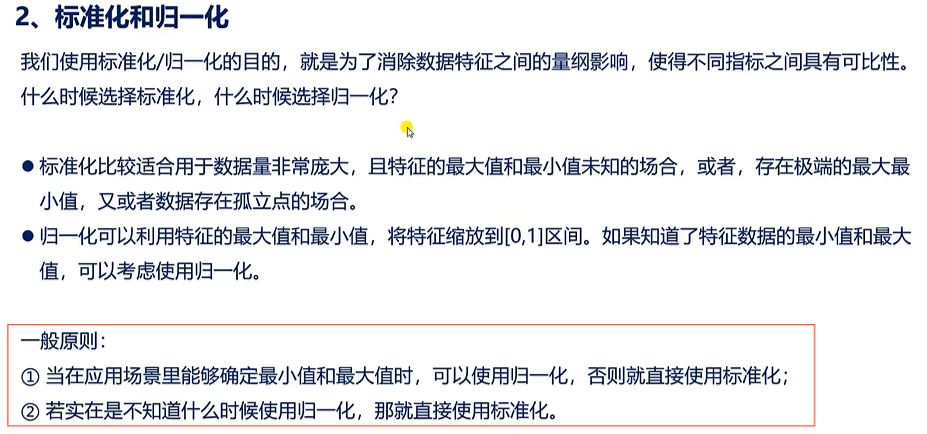 2、标准化和归一化
我们使用标准化/归一化的目的，就是为了消除数据特征之间的量纲影响，使得不同指标之间具有可比性。
什么时候选择标准化，什么时候选择归一化？
●标准化比较适合用于数据量非常庞大，且特征的最大值和最小值未知的场合，或者，存在极端的最大最
小值，又或者数据存在孤立点的场合。
●归一化可以利用特征的最大值和最小值，将特征缩放到[0,1]区间。如果知道了特征数据的最小值和最大
值，可以考虑使用归一化。
一般原则：
① 当在应用场景里能够确定最小值和最大值时，可以使用归一化，否则就直接使用标准化；
② 若实在是不知道什么时候使用归一化，那就直接使用标准化。